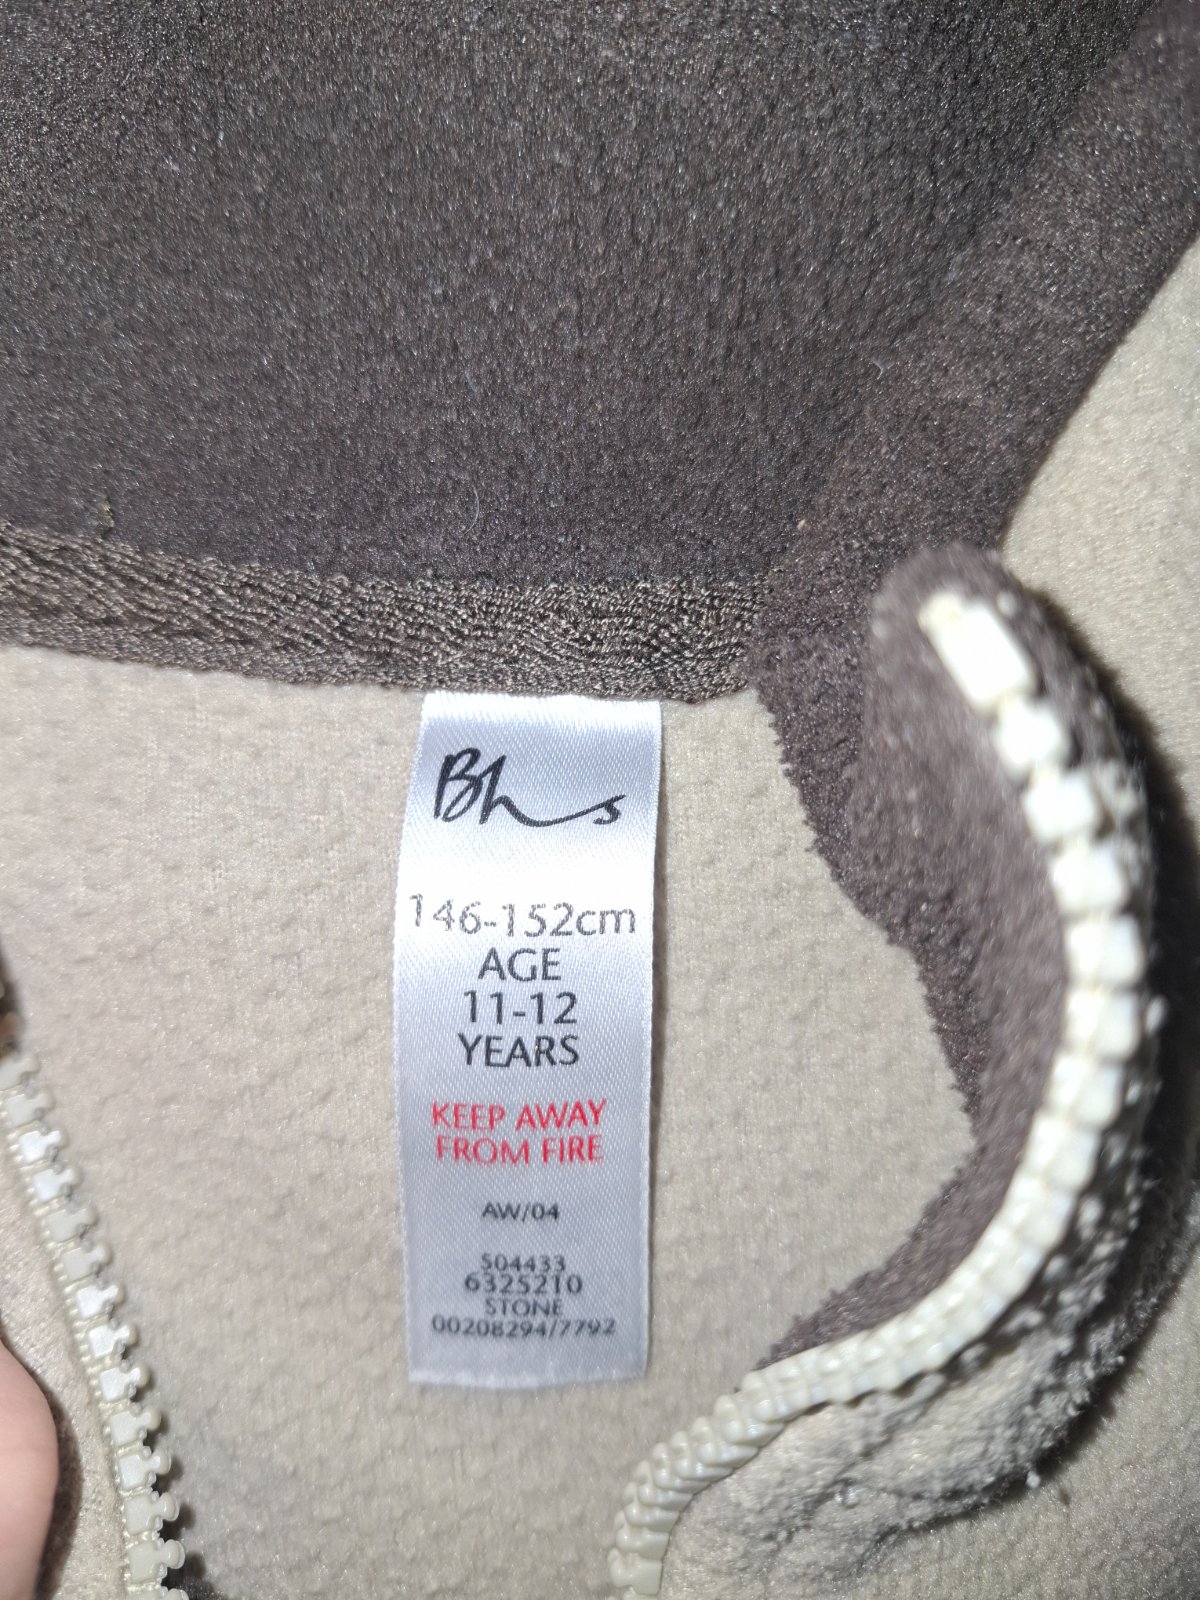 Bhs
146-152cm
AGE
11-12
YEARS
KEEP AWAY
FROM FIRE
AW/04
504433
6325210
STONE
00208294/7792